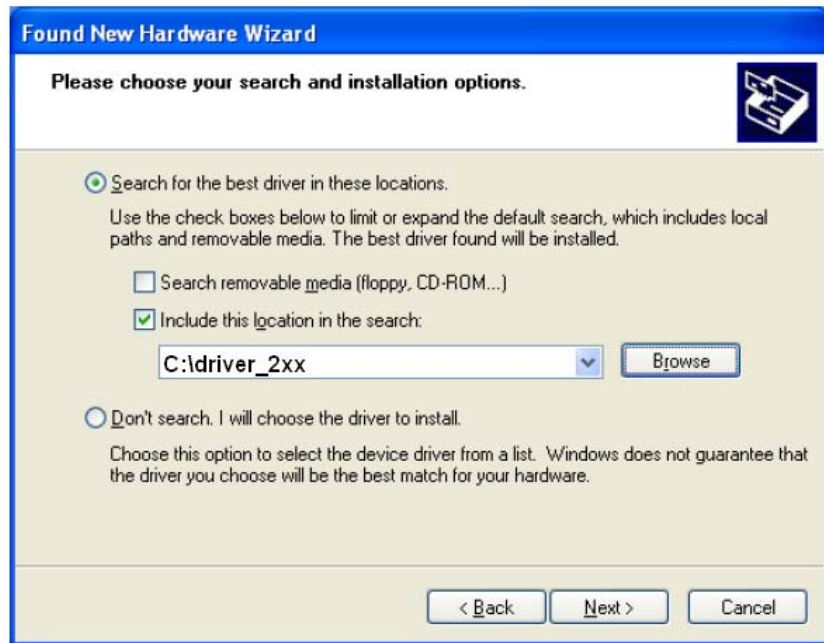 Found New Hardware Wizard
Please choose your search and installation options.
Search for the best driver in these locations.
Use the check boxes below to limit or expand the default search, which includes local
paths and removable media. The best driver found will be installed.
Search removable media (floppy, CD-ROM...)
Include this location in the search:
C:\driver_2xx
Browse
Don't search. I will choose the driver to install.
Choose this option to select the device driver from a list. Windows does not guarantee that
the driver you choose will be the best match for your hardware.
< Back
Next >
Cancel